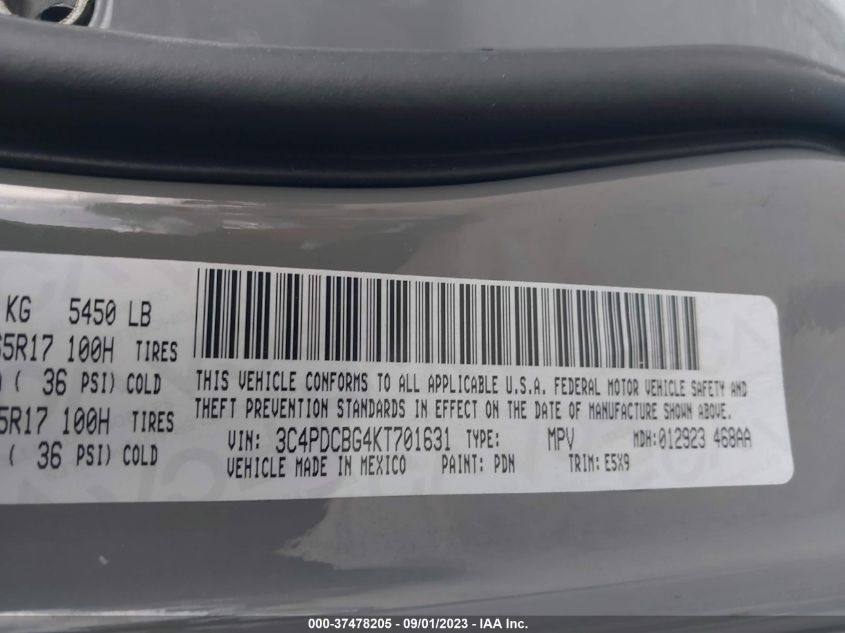 KG 5450 LB
65R17 100H TIRES
( 36 PSI) COLD
5R17 100H TIRES
( 36 PSI) COLD
THIS VEHICLE CONFORMS TO ALL APPLICABLE U.S.A. FEDERAL MOTOR VEHICLE SAFETY AND
THEFT PREVENTION STANDARDS IN EFFECT ON THE DATE OF MANUFACTURE SHOWN ABOVE.
VIN: 3C4PDCBG4KT701631 TYPE: MPV MDH:012923 468AA
VEHICLE MADE IN MEXICO PAINT: PDN TRIM: E5X9
000-37478205 - 09/01/2023 - IAA Inc.